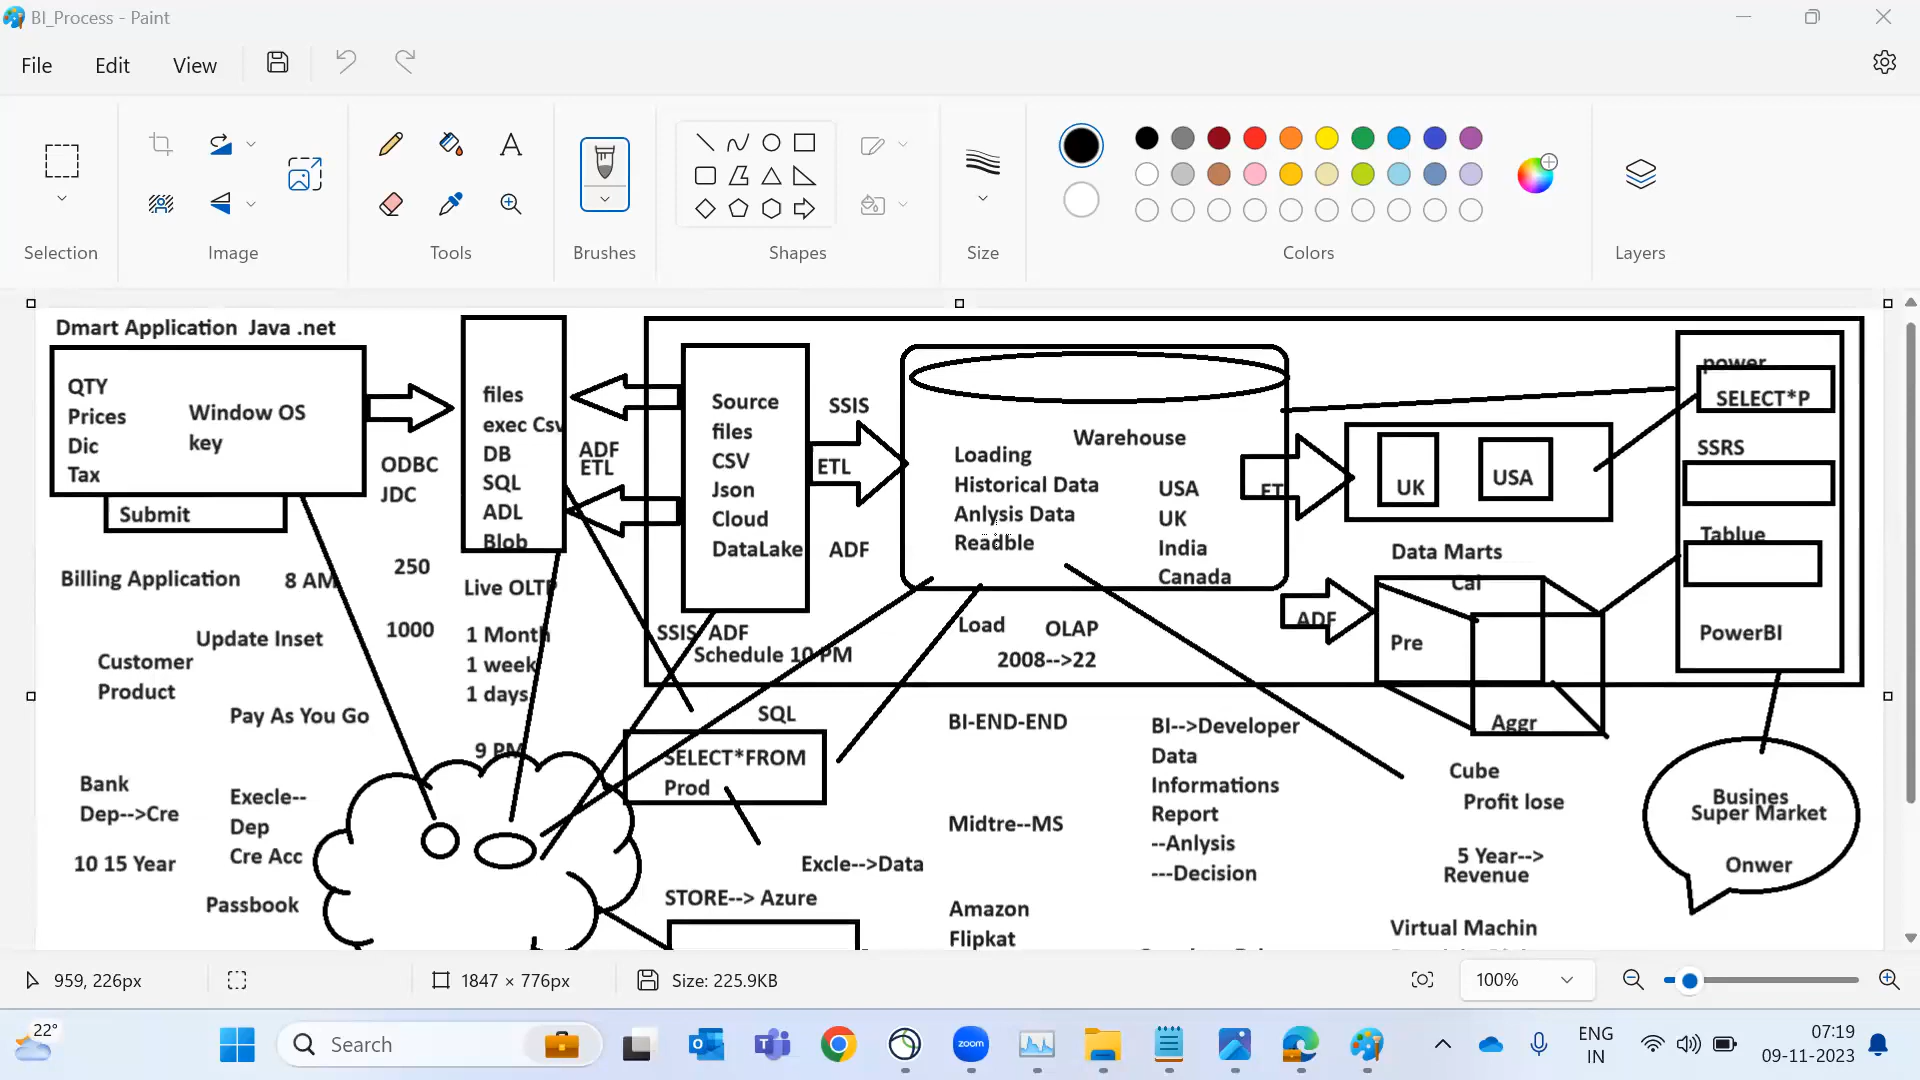 BI_Process - Paint
File
Edit
View
Selection
Image
Tools
Brushes
Shapes
Size
Colors
Layers
Dmart Application Java .net
QTY
Prices
Dic
Tax
Window OS
key
Submit
ODBC
JDC
files
exec Csv
DB
SQL
ADL
Blob
ADF
ETL
Source
files
CSV
Json
Cloud
DataLake
SSIS
ETL
ADF
Warehouse
Loading
Historical Data
Anlysis Data
Readble
USA
UK
India
Canada
ET
UK
USA
Data Marts
power
SELECT*P
SSRS
Tablue
PowerBI
Billing Application
8 AM
250
Live OLTP
Update Inset
1000
1 Month
1 week
1 days
Customer
Product
Pay As You Go
9 PM
SSIS ADF
Schedule 10 PM
Load
OLAP
2008-->22
ADF
Cal
Pre
Aggr
SQL
SELECT*FROM
Prod
BI-END-END
BI-->Developer
Data
Informations
Report
--Anlysis
---Decision
Cube
Profit lose
Busines
Super Market
Onwer
Bank
Dep-->Cre
Execle--
Dep
Cre Acc
10 15 Year
Passbook
Midtre--MS
Excle-->Data
STORE--> Azure
5 Year-->
Revenue
Amazon
Flipkat
Virtual Machin
959, 226px
1847 × 776px
Size: 225.9KB
100%
22°
Search
zoom
ENG
IN
07:19
09-11-2023